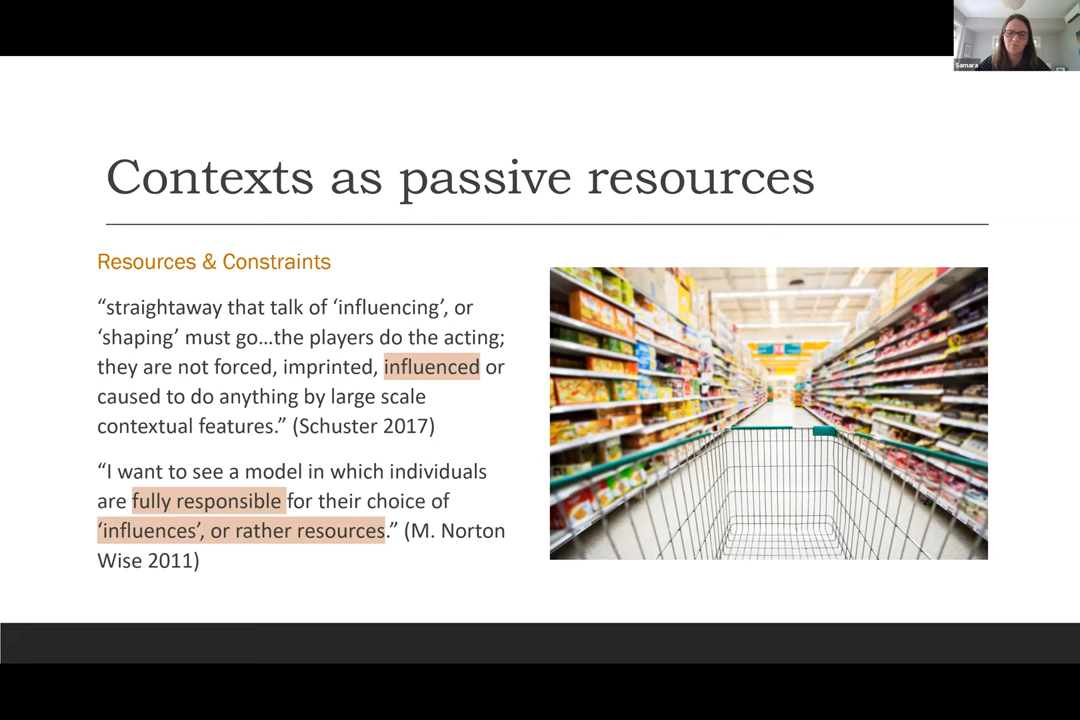 Samara
Contexts as passive resources
Resources & Constraints
“straightaway that talk of ‘influencing’, or
‘shaping’ must go…the players do the acting;
they are not forced, imprinted, influenced or
caused to do anything by large scale
contextual features.” (Schuster 2017)
“I want to see a model in which individuals
are fully responsible for their choice of
‘influences’, or rather resources.” (M. Norton
Wise 2011)